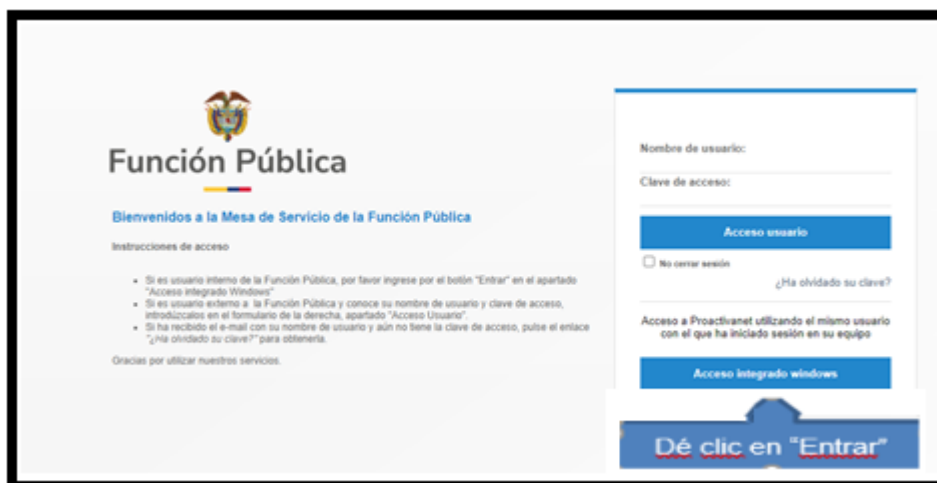 Función Pública
Bienvenidos a la Mesa de Servicio de la Función Pública
Instrucciones de acceso
Si es usuario interno de la Función Pública, por favor ingrese por el botón "Entrar" en el apartado
"Acceso integrado Windows"
Si es usuario externo a la Función Pública y conoce su nombre de usuario y clave de acceso,
introdúzcalos en el formulario de la derecha, apartado "Acceso Usuario".
Si ha recibido el e-mail con su nombre de usuario y aún no tiene la clave de acceso, pulse el enlace
"¿Ha olvidado su clave?" para obtenerla.
Gracias por utilizar nuestros servicios.
Nombre de usuario:
Clave de acceso:
Acceso usuario
No cerrar sesión
¿Ha olvidado su clave?
Acceso a Proactivanet utilizando el mismo usuario
con el que ha iniciado sesión en su equipo
Acceso integrado windows
Dé clic en "Entrar"